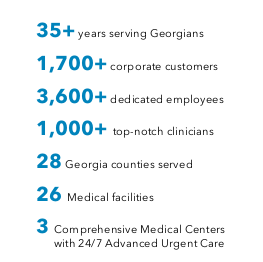 35+ years serving Georgians
1,700+ corporate customers
3,600+ dedicated employees
1,000+ top-notch clinicians
28 Georgia counties served
26 Medical facilities
3 Comprehensive Medical Centers
with 24/7 Advanced Urgent Care